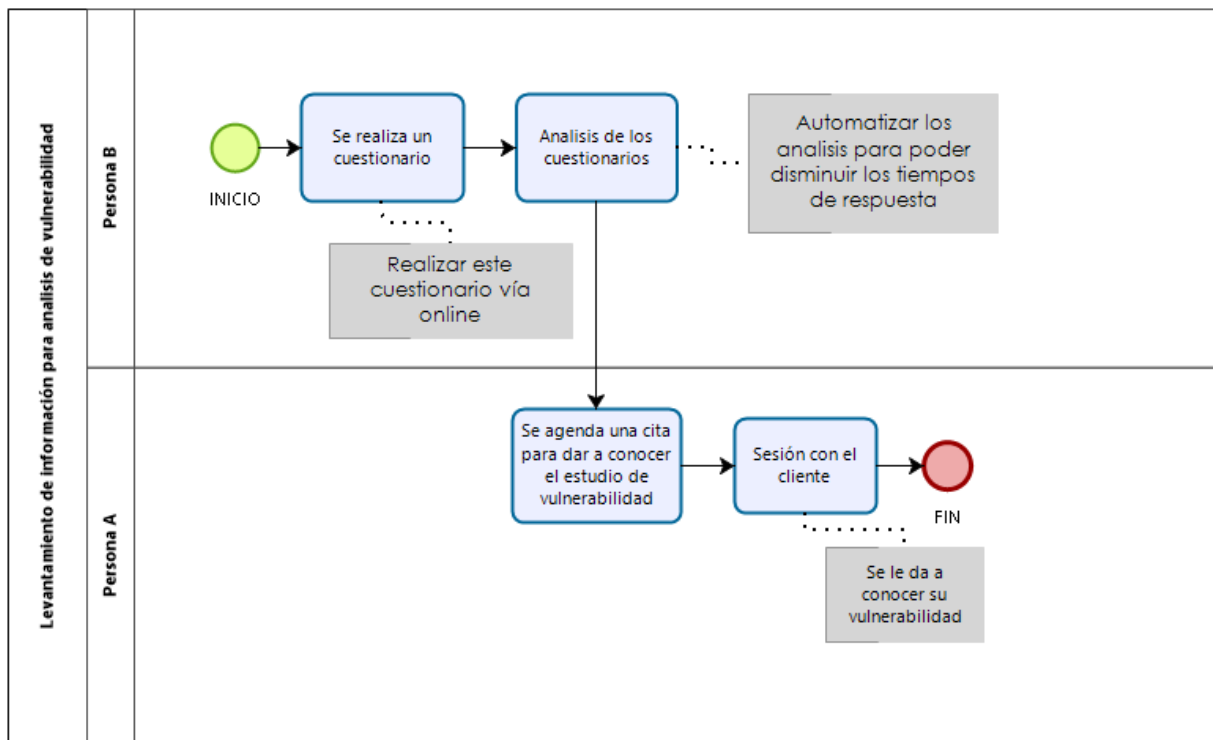 Levantamiento de información para analisis de vulnerabilidad
Persona B
INICIO
Se realiza un
cuestionario
Analisis de los
cuestionarios
Automatizar los
analisis para poder
disminuir los tiempos
de respuesta
Realizar este
cuestionario vía
online
Persona A
Se agenda una cita
para dar a conocer
el estudio de
vulnerabilidad
Sesión con el
cliente
FIN
Se le da a
conocer su
vulnerabilidad